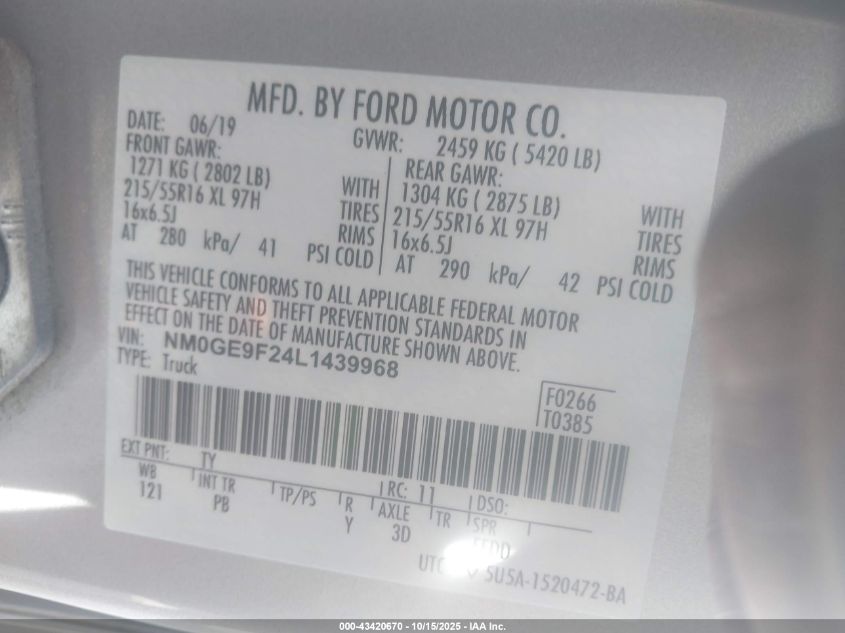 MFD. BY FORD MOTOR CO.
DATE: 06/19 GVWR: 2459 KG ( 5420 LB)
FRONT GAWR: REAR GAWR:
1271 KG ( 2802 LB) WITH 1304 KG ( 2875 LB) WITH
215/55R16 XL 97H TIRES 215/55R16 XL 97H TIRES
16x6.5J RIMS 16x6.5J RIMS
AT 280 kPa/ 41 PSI COLD AT 290 kPa/ 42 PSI COLD
THIS VEHICLE CONFORMS TO ALL APPLICABLE FEDERAL MOTOR
VEHICLE SAFETY AND THEFT PREVENTION STANDARDS IN
EFFECT ON THE DATE OF MANUFACTURE SHOWN ABOVE.
VIN: NM0GE9F24L1439968
TYPE: Truck
F0266
T0385
EXT PNT: TY RC: 11 DSO:
WB INT TR TP/PS R AXLE TR SPR
121 PB Y 3D
5U5A-1520472-BA
000-43420670 - 10/15/2025 - IAA Inc.